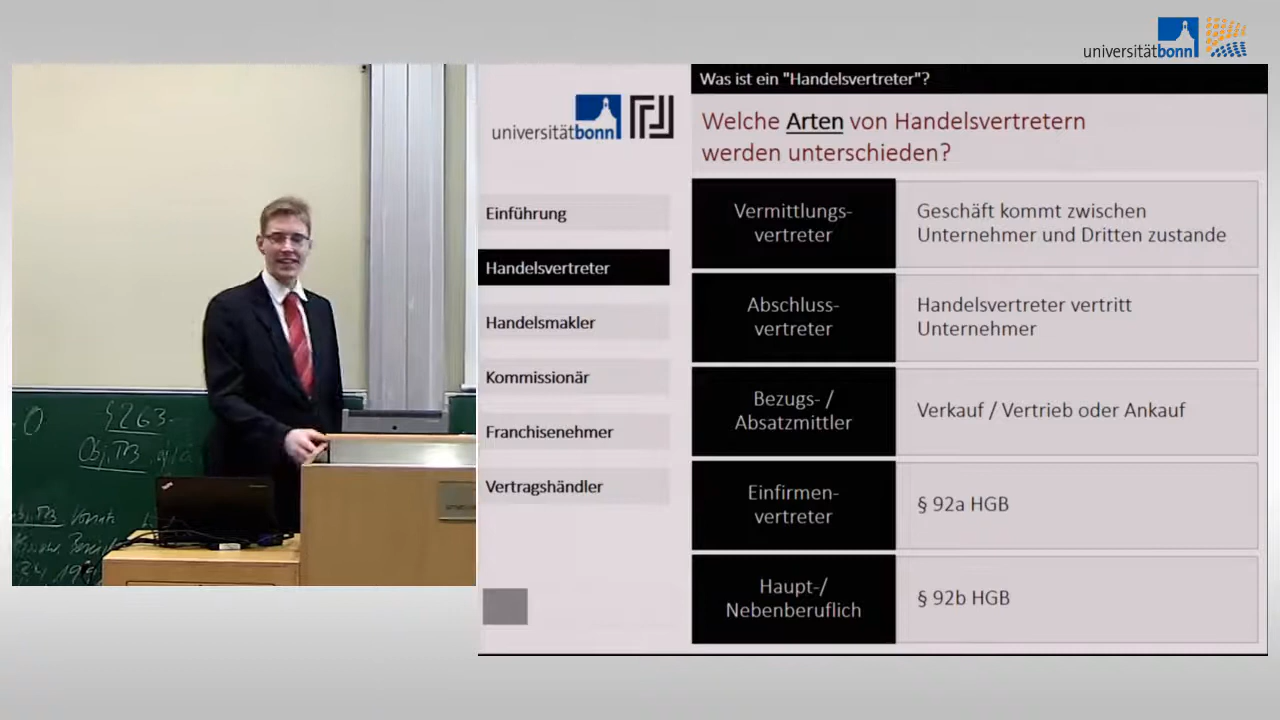 universitätbonn
Was ist ein "Handelsvertreter"?
universitätbonn
Welche Arten von Handelsvertretern
werden unterschieden?
Einführung
Handelsvertreter
Handelsmakler
Kommissionär
Franchisenehmer
Vertragshändler
Vermittlungs-
vertreter
Geschäft kommt zwischen
Unternehmer und Dritten zustande
Abschluss-
vertreter
Handelsvertreter vertritt
Unternehmer
Bezugs- /
Absatzmittler
Verkauf / Vertrieb oder Ankauf
Einfirmen-
vertreter
§ 92a HGB
Haupt-/
Nebenberuflich
§ 92b HGB
§263
Obj. TB